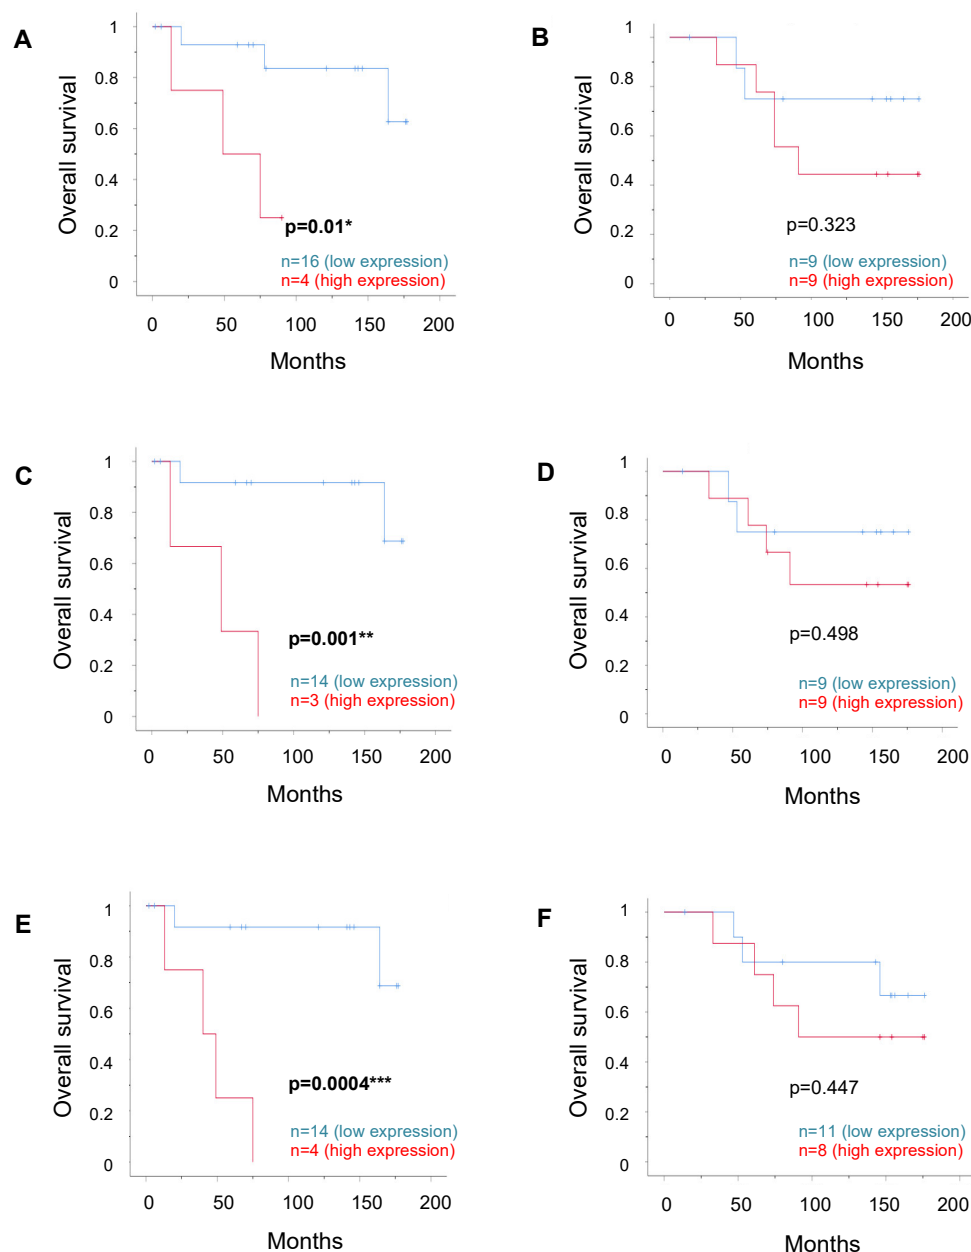 A
Overall survival
1
0.8
0.6
0.4
0.2
0
p=0.01*
n=16 (low expression)
n=4 (high expression)
0 50 100 150 200
Months
B
Overall survival
1
0.8
0.6
0.4
0.2
0
p=0.323
n=9 (low expression)
n=9 (high expression)
0 50 100 150 200
Months
C
Overall survival
1
0.8
0.6
0.4
0.2
0
p=0.001**
n=14 (low expression)
n=3 (high expression)
0 50 100 150 200
Months
D
Overall survival
1
0.8
0.6
0.4
0.2
0
p=0.498
n=9 (low expression)
n=9 (high expression)
0 50 100 150 200
Months
E
Overall survival
1
0.8
0.6
0.4
0.2
0
p=0.0004***
n=14 (low expression)
n=4 (high expression)
0 50 100 150 200
Months
F
Overall survival
1
0.8
0.6
0.4
0.2
0
p=0.447
n=11 (low expression)
n=8 (high expression)
0 50 100 150 200
Months